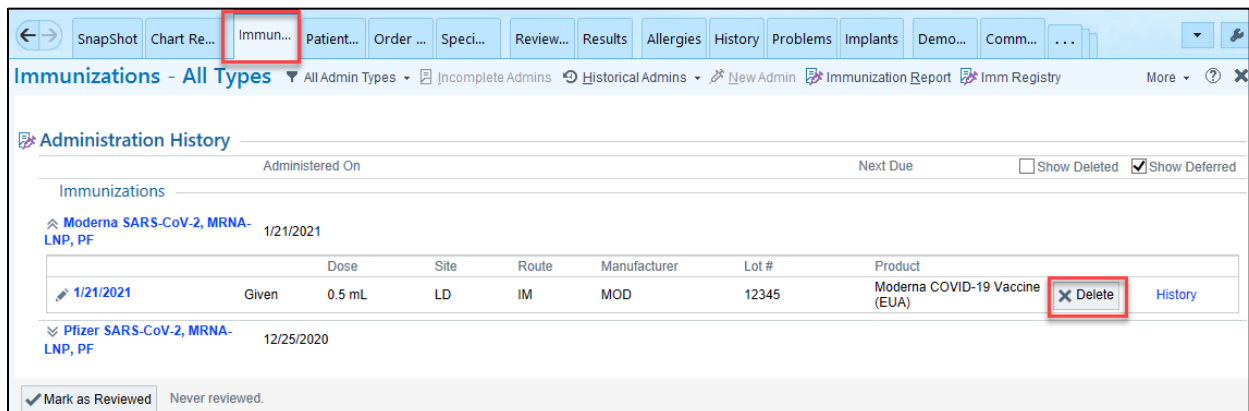 SnapShot Chart Re... Immun... Patient... Order ... Speci... Review... Results Allergies History Problems Implants Demo... Comm... ...
Immunizations - All Types All Admin Types Incomplete Admins Historical Admins New Admin Immunization Report Imm Registry More ?
Administration History
Administered On Next Due Show Deleted Show Deferred
Immunizations
Moderna SARS-CoV-2, MRNA-
LNP, PF 1/21/2021
Dose Site Route Manufacturer Lot # Product
1/21/2021 Given 0.5 mL LD IM MOD 12345 Moderna COVID-19 Vaccine
(EUA) Delete History
Pfizer SARS-CoV-2, MRNA-
LNP, PF 12/25/2020
Mark as Reviewed Never reviewed.